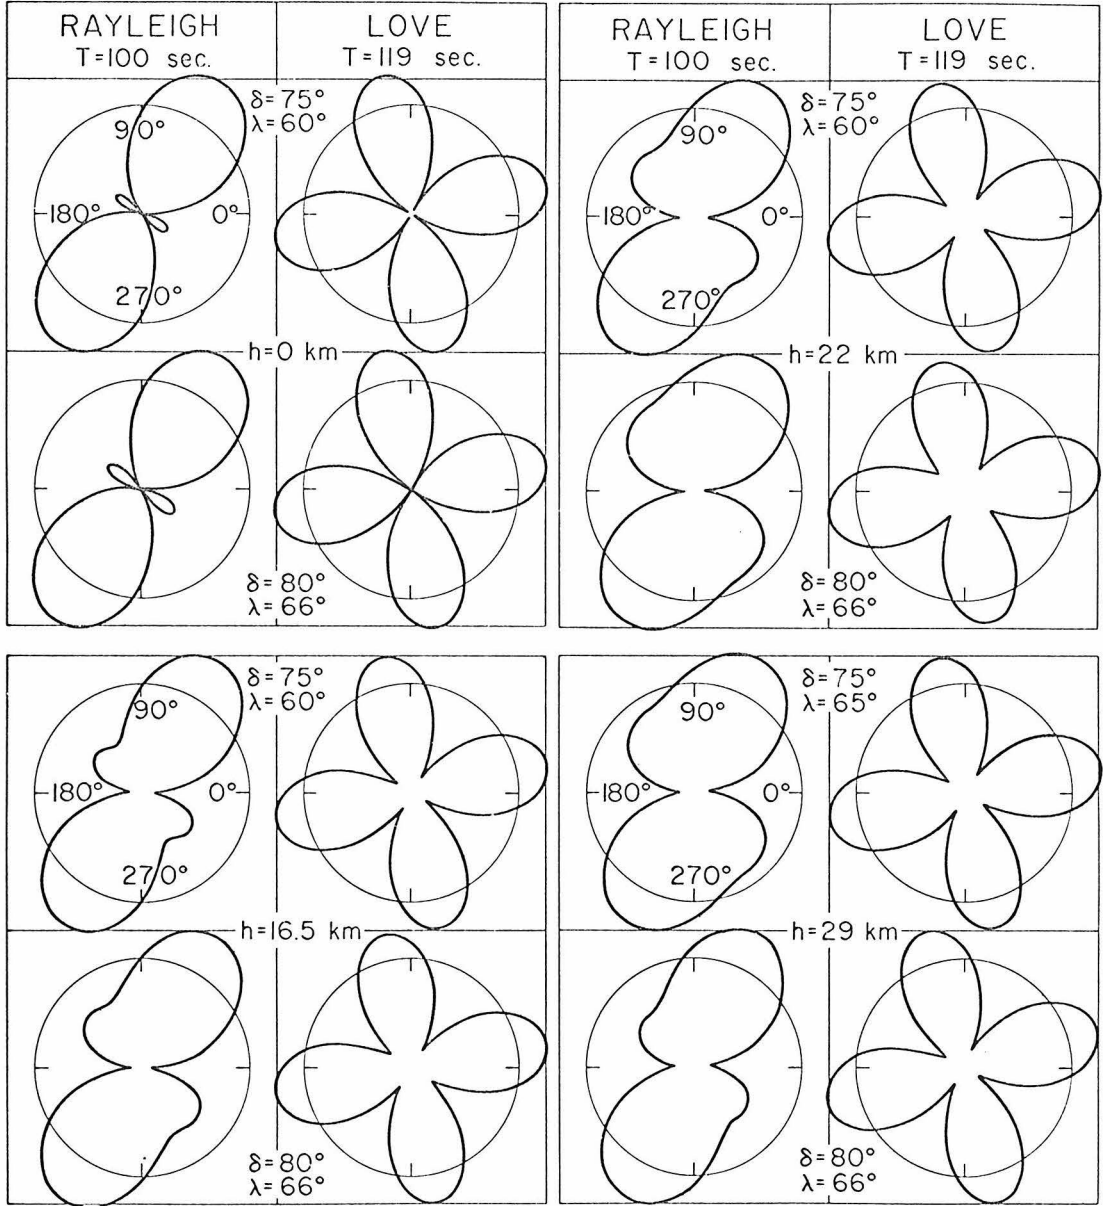 RAYLEIGH
T=100 sec.
LOVE
T=119 sec.
δ=75°
λ=60°
90°
180°
0°
270°
h=0 km
δ=80°
λ=66°
RAYLEIGH
T=100 sec.
LOVE
T=119 sec.
δ=75°
λ=60°
90°
180°
0°
270°
h=22 km
δ=80°
λ=66°
δ=75°
λ=60°
90°
180°
0°
270°
h=16.5 km
δ=80°
λ=66°
δ=75°
λ=65°
90°
180°
0°
270°
h=29 km
δ=80°
λ=66°